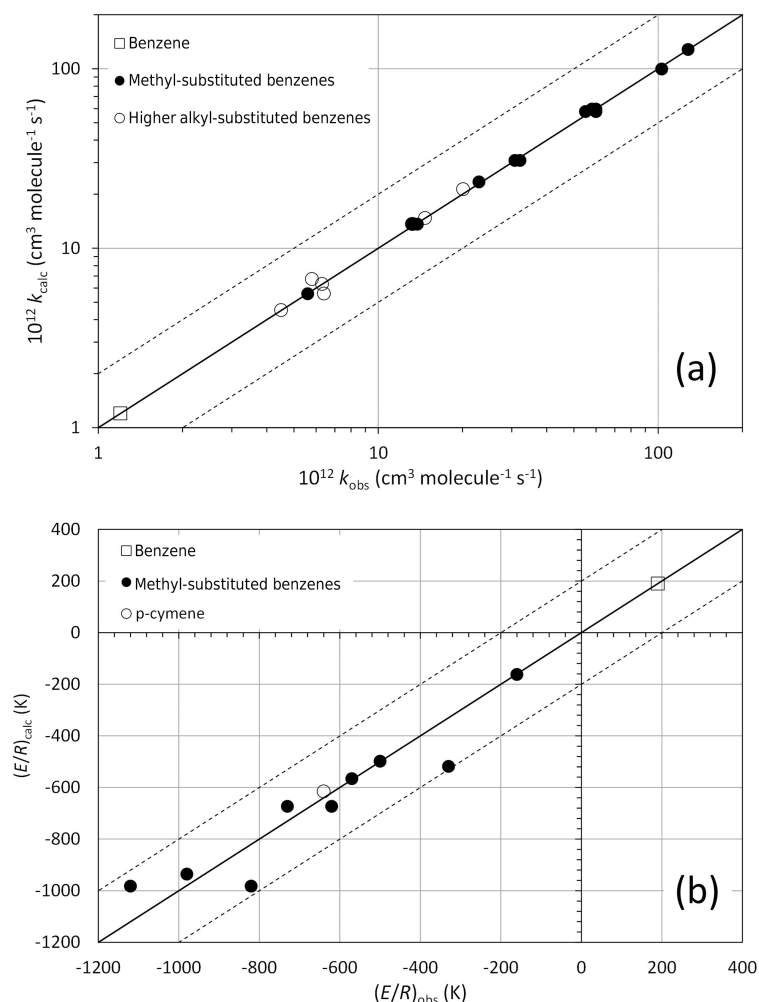 100
10
1
1
10
100
10¹² k_calc (cm³ molecule⁻¹ s⁻¹)
10¹² k_obs (cm³ molecule⁻¹ s⁻¹)
Benzene
Methyl-substituted benzenes
Higher alkyl-substituted benzenes
(a)
400
200
0
-200
-400
-600
-800
-1000
-1200
-1200
-1000
-800
-600
-400
-200
0
200
400
(E/R)calc (K)
(E/R)obs (K)
Benzene
Methyl-substituted benzenes
p-cymene
(b)